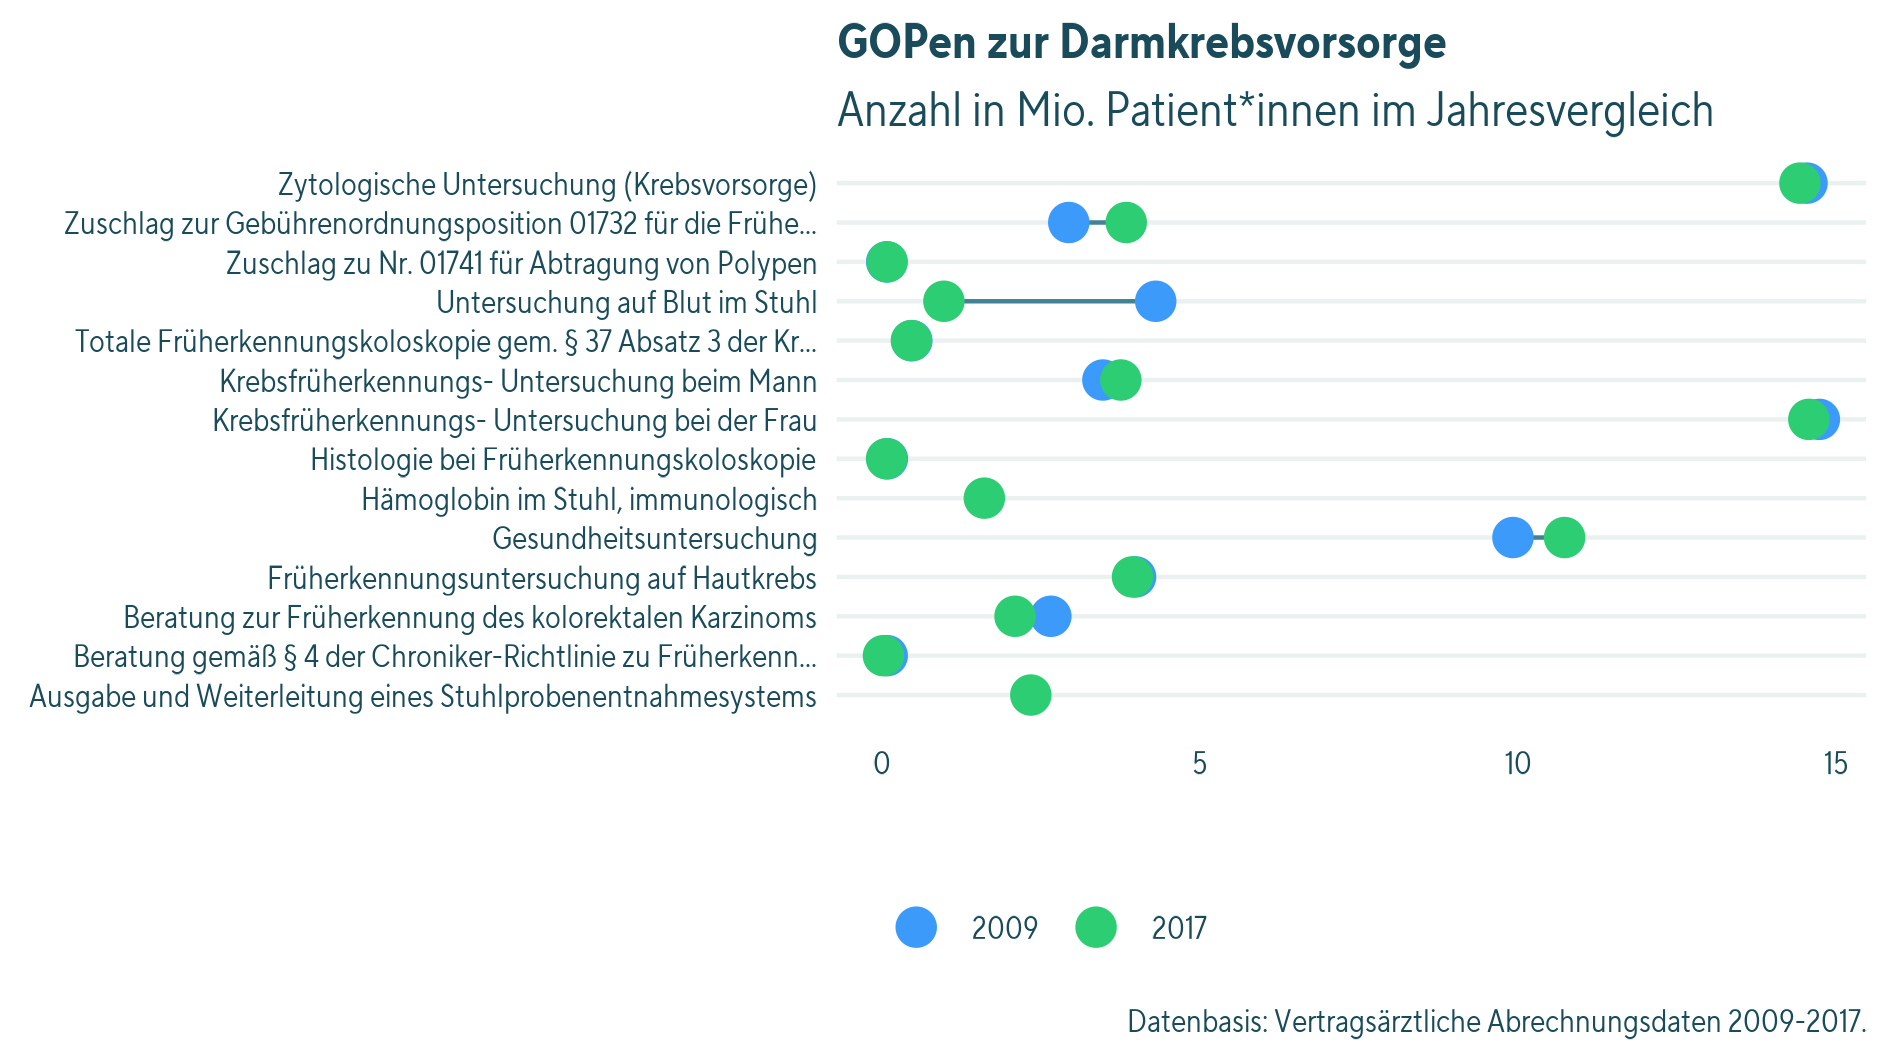 GOPen zur Darmkrebsvorsorge
Anzahl in Mio. Patient*innen im Jahresvergleich
Zytologische Untersuchung (Krebsvorsorge)
Zuschlag zur Gebührenordnungsposition 01732 für die Frühe...
Zuschlag zu Nr. 01741 für Abtragung von Polypen
Untersuchung auf Blut im Stuhl
Totale Früherkennungskoloskopie gem. § 37 Absatz 3 der Kr...
Krebsfrüherkennungs- Untersuchung beim Mann
Krebsfrüherkennungs- Untersuchung bei der Frau
Histologie bei Früherkennungskoloskopie
Hämoglobin im Stuhl, immunologisch
Gesundheitsuntersuchung
Früherkennungsuntersuchung auf Hautkrebs
Beratung zur Früherkennung des kolorektalen Karzinoms
Beratung gemäß § 4 der Chroniker-Richtlinie zu Früherkenn...
Ausgabe und Weiterleitung eines Stuhlprobenentnahmesystems
0 5 10 15
2009 2017
Datenbasis: Vertragsärztliche Abrechnungsdaten 2009-2017.